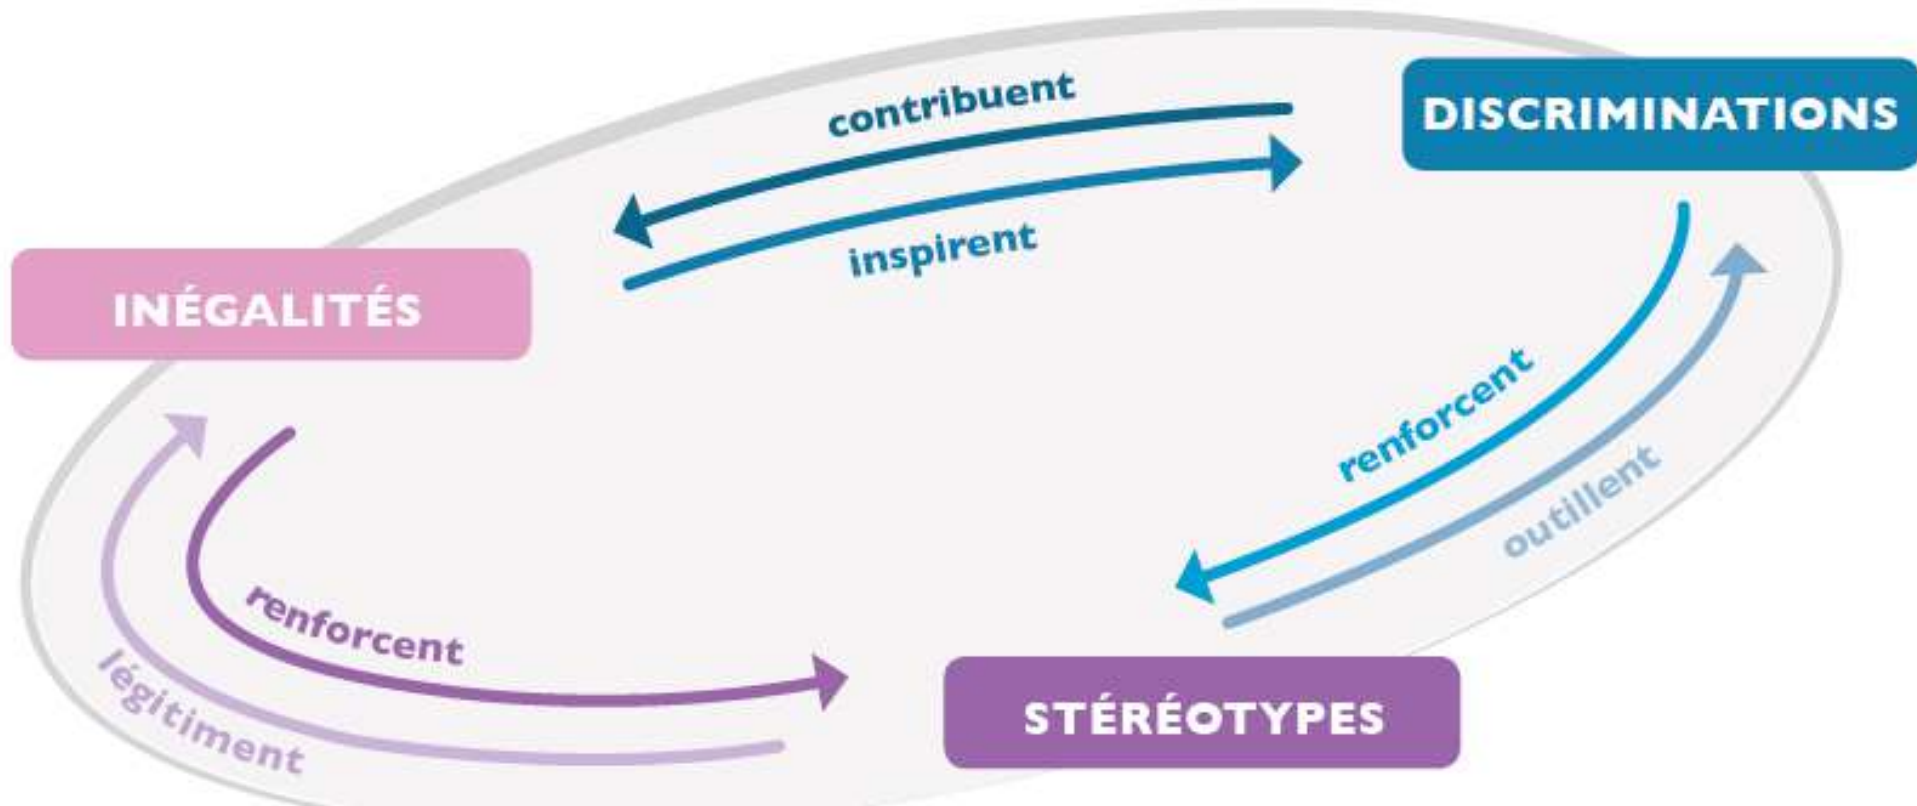 contribuent
DISCRIMINATIONS
inspirent
INÉGALITÉS
renforcent
outillent
renforcent
légitiment
STÉRÉOTYPES